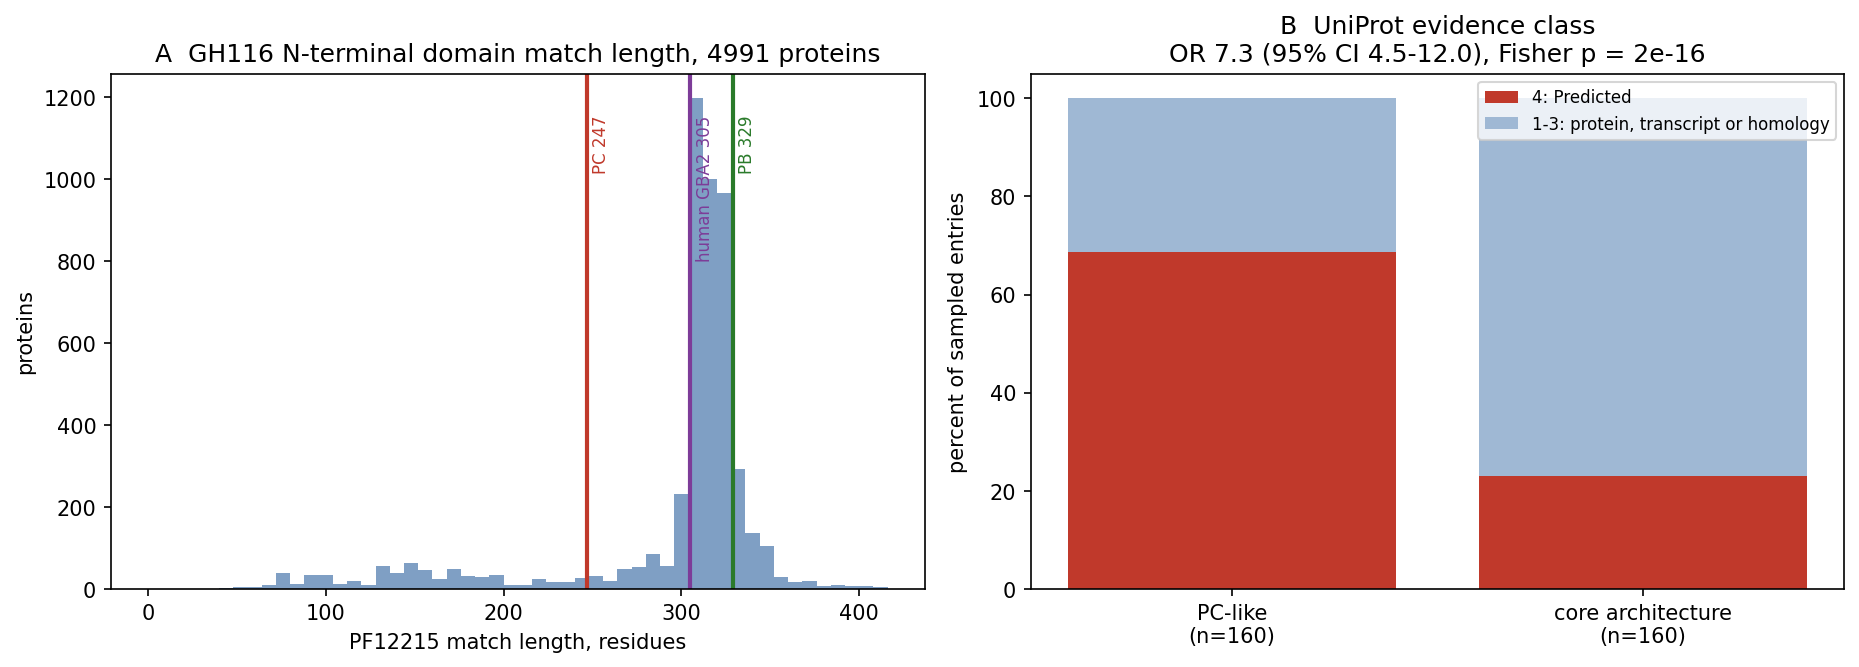 A  GH116 N-terminal domain match length, 4991 proteins
1200
1000
800
600
400
200
0
proteins
PC 247
human GBA2 305
PB 329
0
100
200
300
400
PF12215 match length, residues
B  UniProt evidence class
OR 7.3 (95% CI 4.5-12.0), Fisher p = 2e-16
4: Predicted
1-3: protein, transcript or homology
100
80
60
40
20
0
percent of sampled entries
PC-like
(n=160)
core architecture
(n=160)